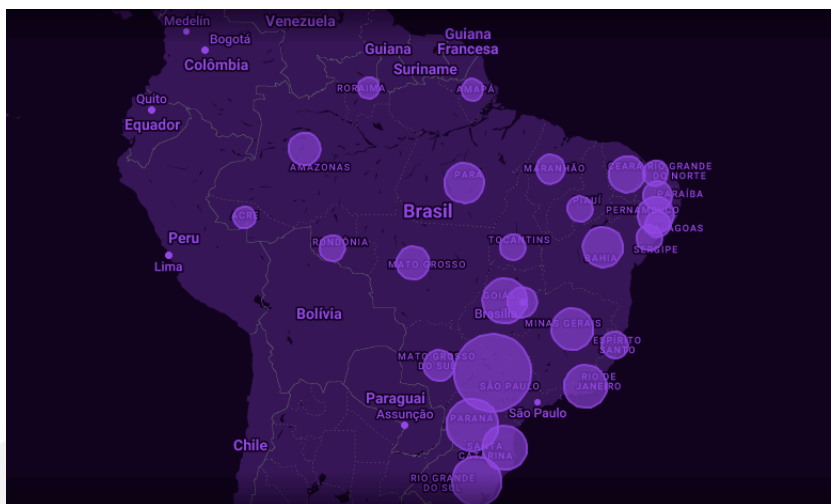 Medelín
Venezuela
Bogotá
Colômbia
Guiana
Guiana
Francesa
Suriname
RORAIMA
AMAPÁ
Quito
Equador
AMAZONAS
PARÁ
MARANHÃO
CEARÁ
RIO GRANDE
DO NORTE
PARAÍBA
PIAUÍ
PERNAMBUCO
ALAGOAS
ACRE
Brasil
Peru
Lima
RONDÔNIA
MATO GROSSO
TOCANTINS
BAHIA
SERGIPE
GOIÁS
Brasília
Bolívia
MINAS GERAIS
ESPÍRITO
SANTO
MATO GROSSO
DO SUL
SÃO PAULO
RIO DE
JANEIRO
Paraguai
Assunção
São Paulo
PARANÁ
Chile
SANTA
CATARINA
RIO GRANDE
DO SUL